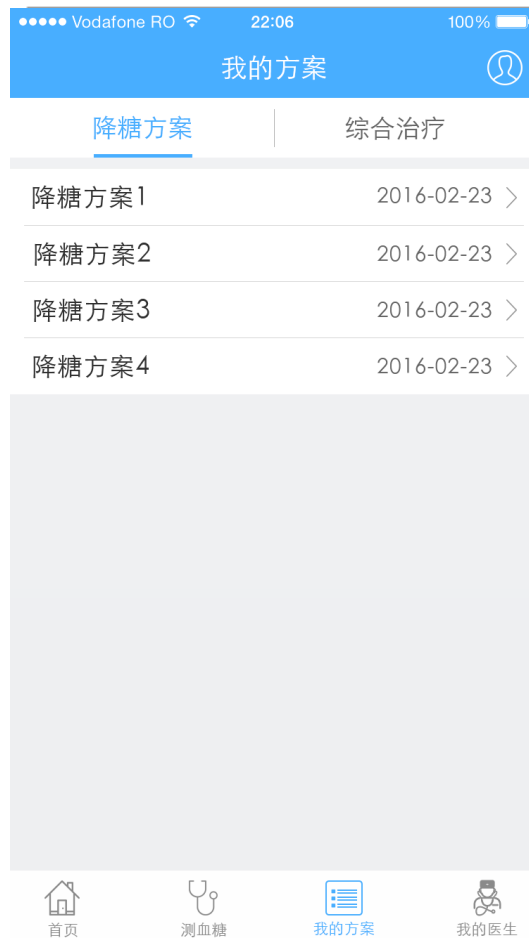 Vodafone RO 22:06 100%
我的方案
降糖方案 综合治疗
降糖方案1 2016-02-23
降糖方案2 2016-02-23
降糖方案3 2016-02-23
降糖方案4 2016-02-23
首页 测血糖 我的方案 我的医生